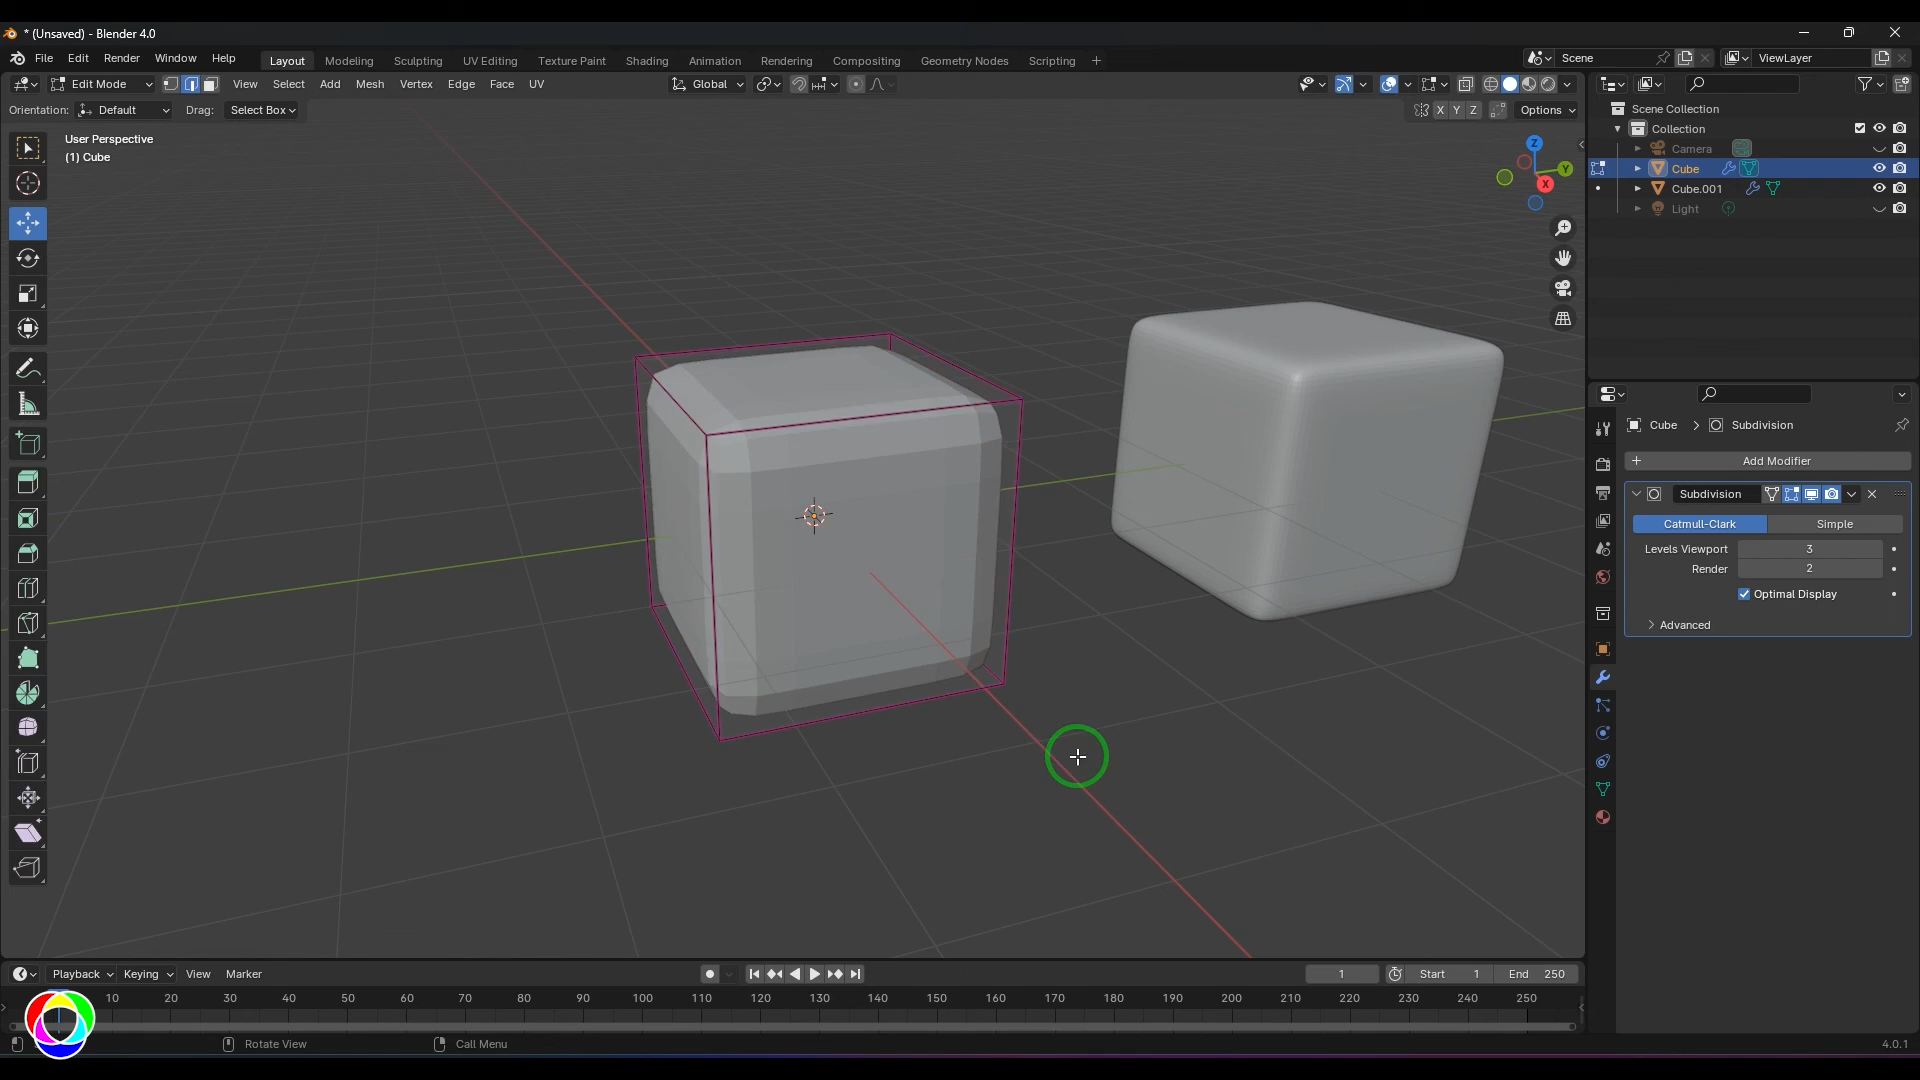 * (Unsaved) - Blender 4.0
File Edit Render Window Help Layout Modeling Sculpting UV Editing Texture Paint Shading Animation Rendering Compositing Geometry Nodes Scripting + Scene ViewLayer
Edit Mode View Select Add Mesh Vertex Edge Face UV Global
Orientation: Default Drag: Select Box X Y Z Options
User Perspective
(1) Cube
Z
Y
X
Scene Collection
Collection
Camera
Cube
Cube.001
Light
Cube > Subdivision
+ Add Modifier
Subdivision
Catmull-Clark Simple
Levels Viewport 3
Render 2
Optimal Display
Advanced
Playback Keying View Marker 1 Start 1 End 250
10 20 30 40 50 60 70 80 90 100 110 120 130 140 150 160 170 180 190 200 210 220 230 240 250
Rotate View Call Menu 4.0.1